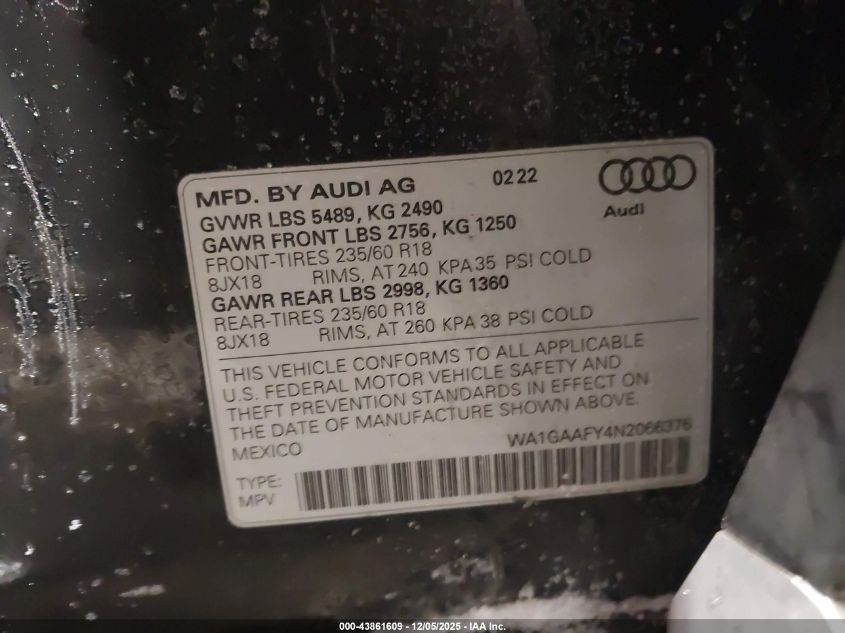 MFD. BY AUDI AG 02 22
Audi
GVWR LBS 5489, KG 2490
GAWR FRONT LBS 2756, KG 1250
FRONT-TIRES 235/60 R18
8JX18 RIMS, AT 240 KPA 35 PSI COLD
GAWR REAR LBS 2998, KG 1360
REAR-TIRES 235/60 R18
8JX18 RIMS, AT 260 KPA 38 PSI COLD
THIS VEHICLE CONFORMS TO ALL APPLICABLE
U.S. FEDERAL MOTOR VEHICLE SAFETY AND
THEFT PREVENTION STANDARDS IN EFFECT ON
THE DATE OF MANUFACTURE SHOWN ABOVE.
MEXICO WA1GAAFY4N2066376
TYPE:
MPV
000-43861609 - 12/05/2025 - IAA Inc.